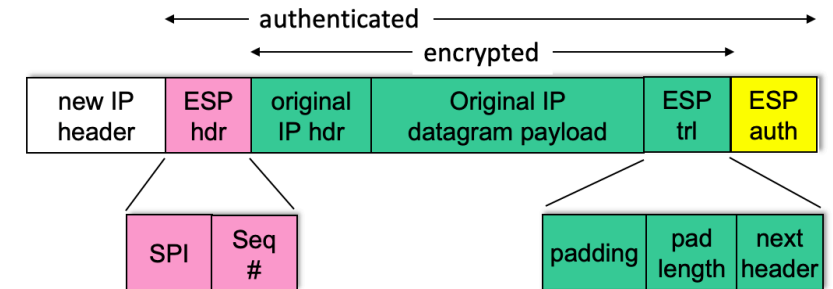 authenticated
encrypted
new IP
header
ESP
hdr
original
IP hdr
Original IP
datagram payload
ESP
trl
ESP
auth
SPI
Seq
#
padding
pad
length
next
header